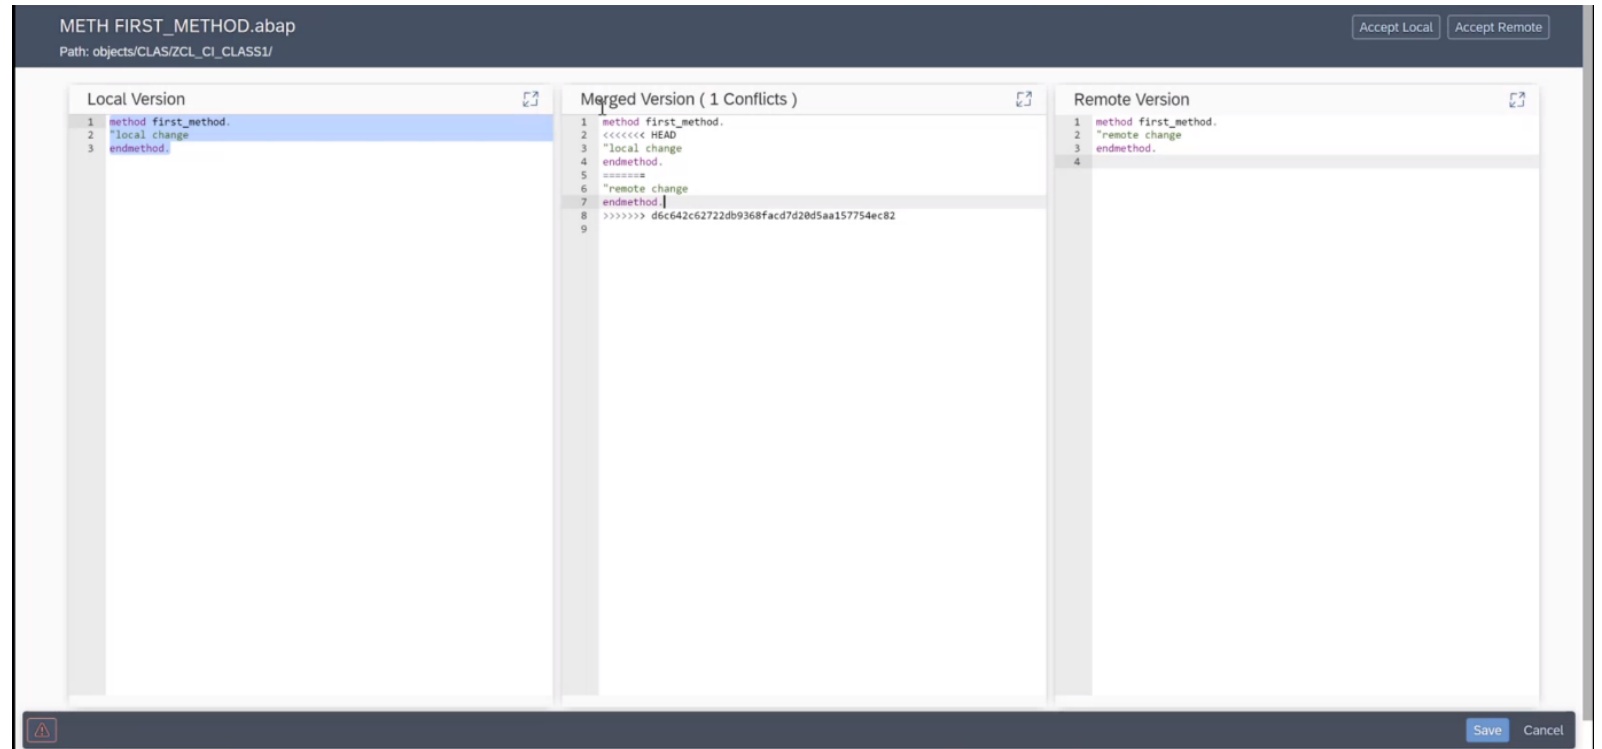 METH FIRST_METHOD.abap
Accept Local
Accept Remote
Path: objects/CLAS/ZCL_CI_CLASS1/
Local Version
1 method first_method.
2 "local change
3 endmethod.
Merged Version ( 1 Conflicts )
1 method first_method.
2 <<<<<<< HEAD
3 "local change
4 endmethod.
5 =======
6 "remote change
7 endmethod.
8 >>>>>>> d6c642c62722db9368facd7d20d5aa157754ec82
9
Remote Version
1 method first_method.
2 "remote change
3 endmethod.
4
Save
Cancel